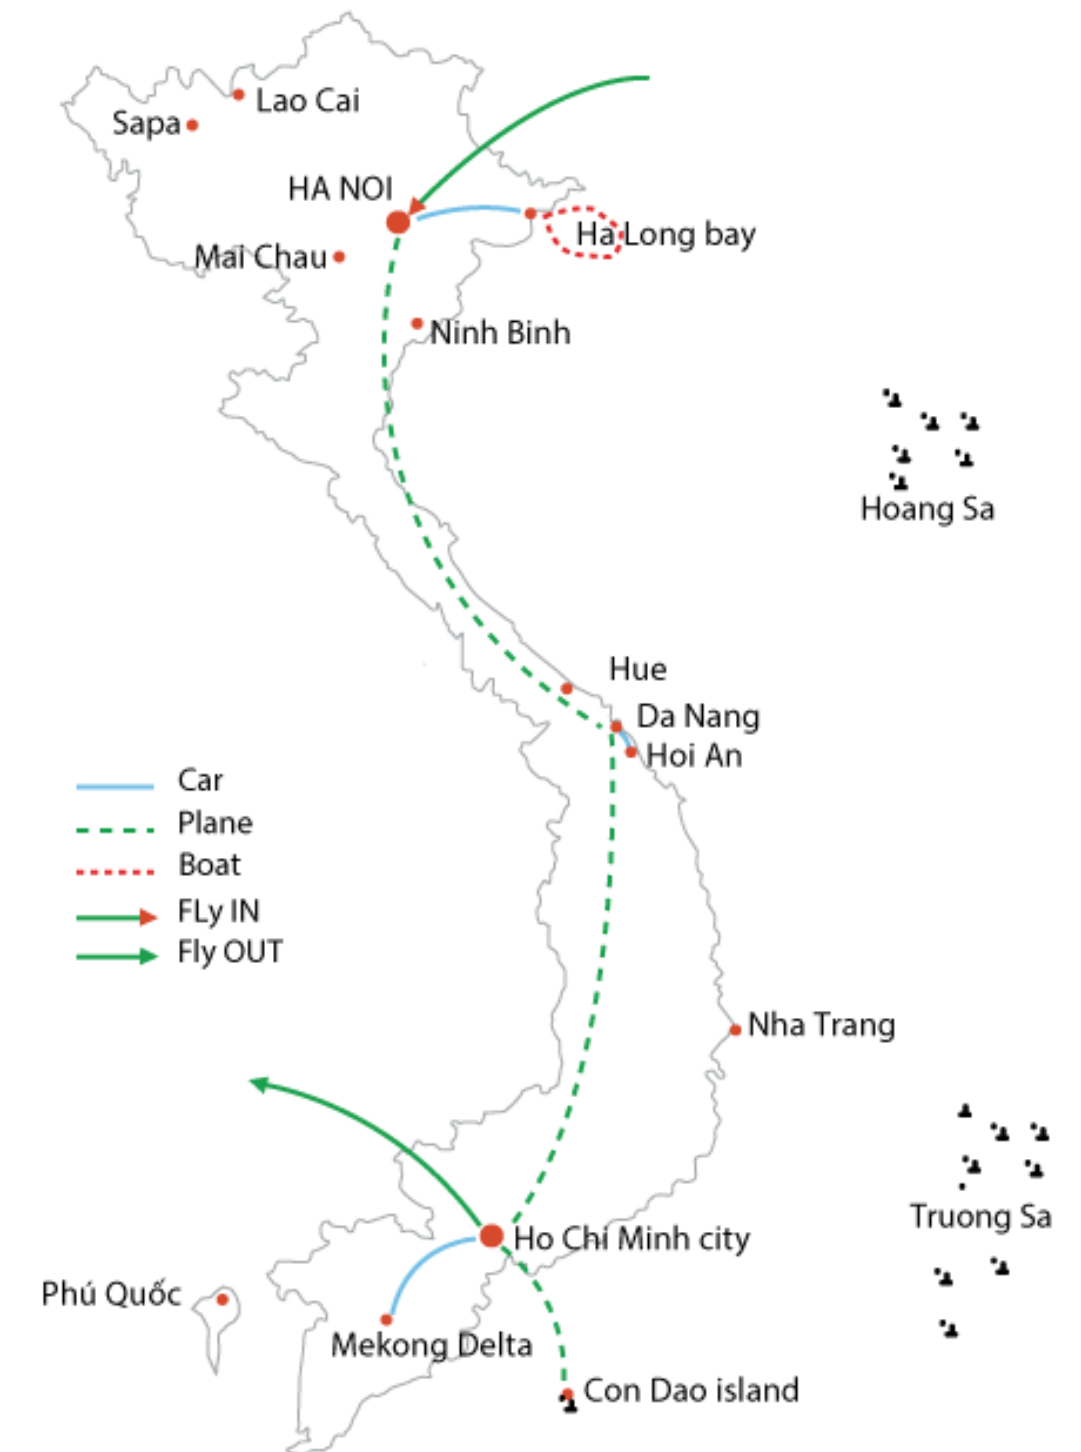 Lao Cai
Sapa
HA NOI
Ha Long bay
Mai Chau
Ninh Binh
Hoang Sa
Hue
Da Nang
Hoi An
Car
Plane
Boat
FLy IN
Fly OUT
Nha Trang
Truong Sa
Ho Chi Minh city
Phú Quốc
Mekong Delta
Con Dao island